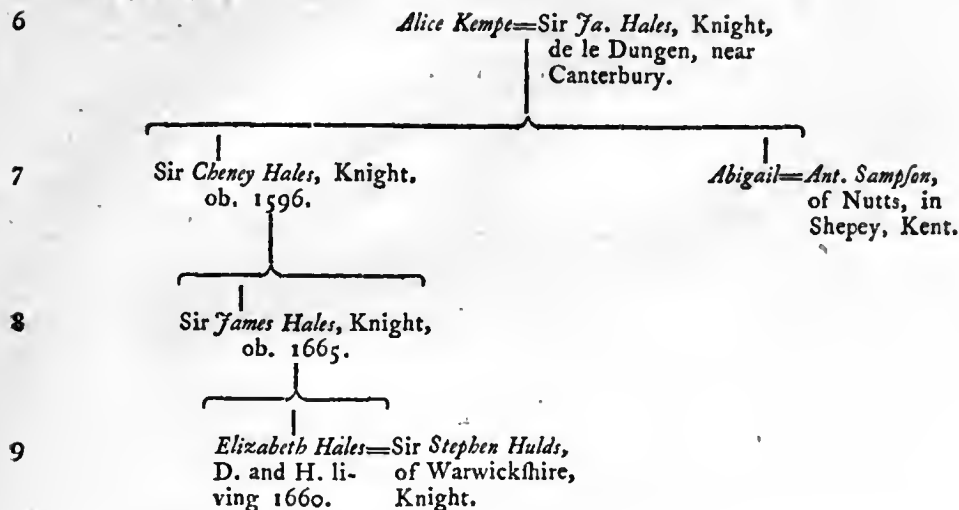 6 Alice Kempe=Sir Ja. Hales, Knight,
de le Dungen, near
Canterbury.
7 Sir Cheney Hales, Knight.
ob. 1596.
Abigail=Ant. Sampſon,
of Nutts, in
Shepey, Kent.
8 Sir James Hales, Knight,
ob. 1665.
9 Elizabeth Hales=Sir Stephen Hulds,
D. and H. li- of Warwickſhire,
ving 1660. Knight.